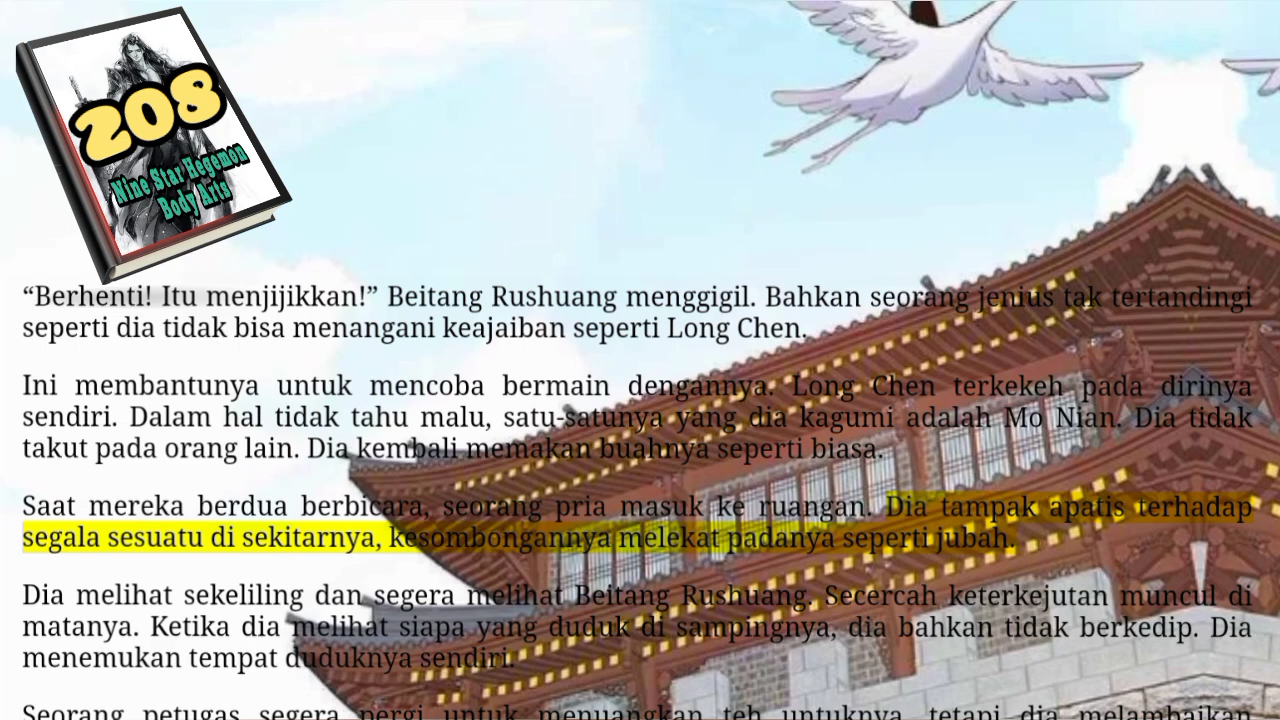 208
Nine Star Hegemon
Body Arts
“Berhenti! Itu menjijikkan!” Beitang Rushuang menggigil. Bahkan seorang jenius tak tertandingi
seperti dia tidak bisa menangani keajaiban seperti Long Chen.
Ini membantunya untuk mencoba bermain dengannya. Long Chen terkekeh pada dirinya
sendiri. Dalam hal tidak tahu malu, satu-satunya yang dia kagumi adalah Mo Nian. Dia tidak
takut pada orang lain. Dia kembali memakan buahnya seperti biasa.
Saat mereka berdua berbicara, seorang pria masuk ke ruangan. Dia tampak apatis terhadap
segala sesuatu di sekitarnya, kesombongannya melekat padanya seperti jubah.
Dia melihat sekeliling dan segera melihat Beitang Rushuang. Secercah keterkejutan muncul di
matanya. Ketika dia melihat siapa yang duduk di sampingnya, dia bahkan tidak berkedip. Dia
menemukan tempat duduknya sendiri.
Seorang petugas segera pergi untuk menuangkan teh untuknya, tetapi dia melambaikan